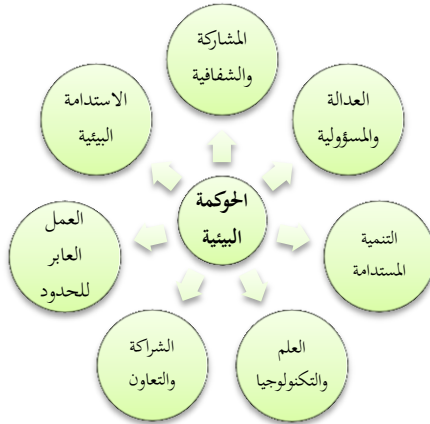 المشاركة
والشفافية
العدالة
والمسؤولية
التنمية
المستدامة
العلم
والتكنولوجيا
الشراكة
والتعاون
العمل
العابر
للحدود
الاستدامة
البيئية
الحوكمة
البيئية